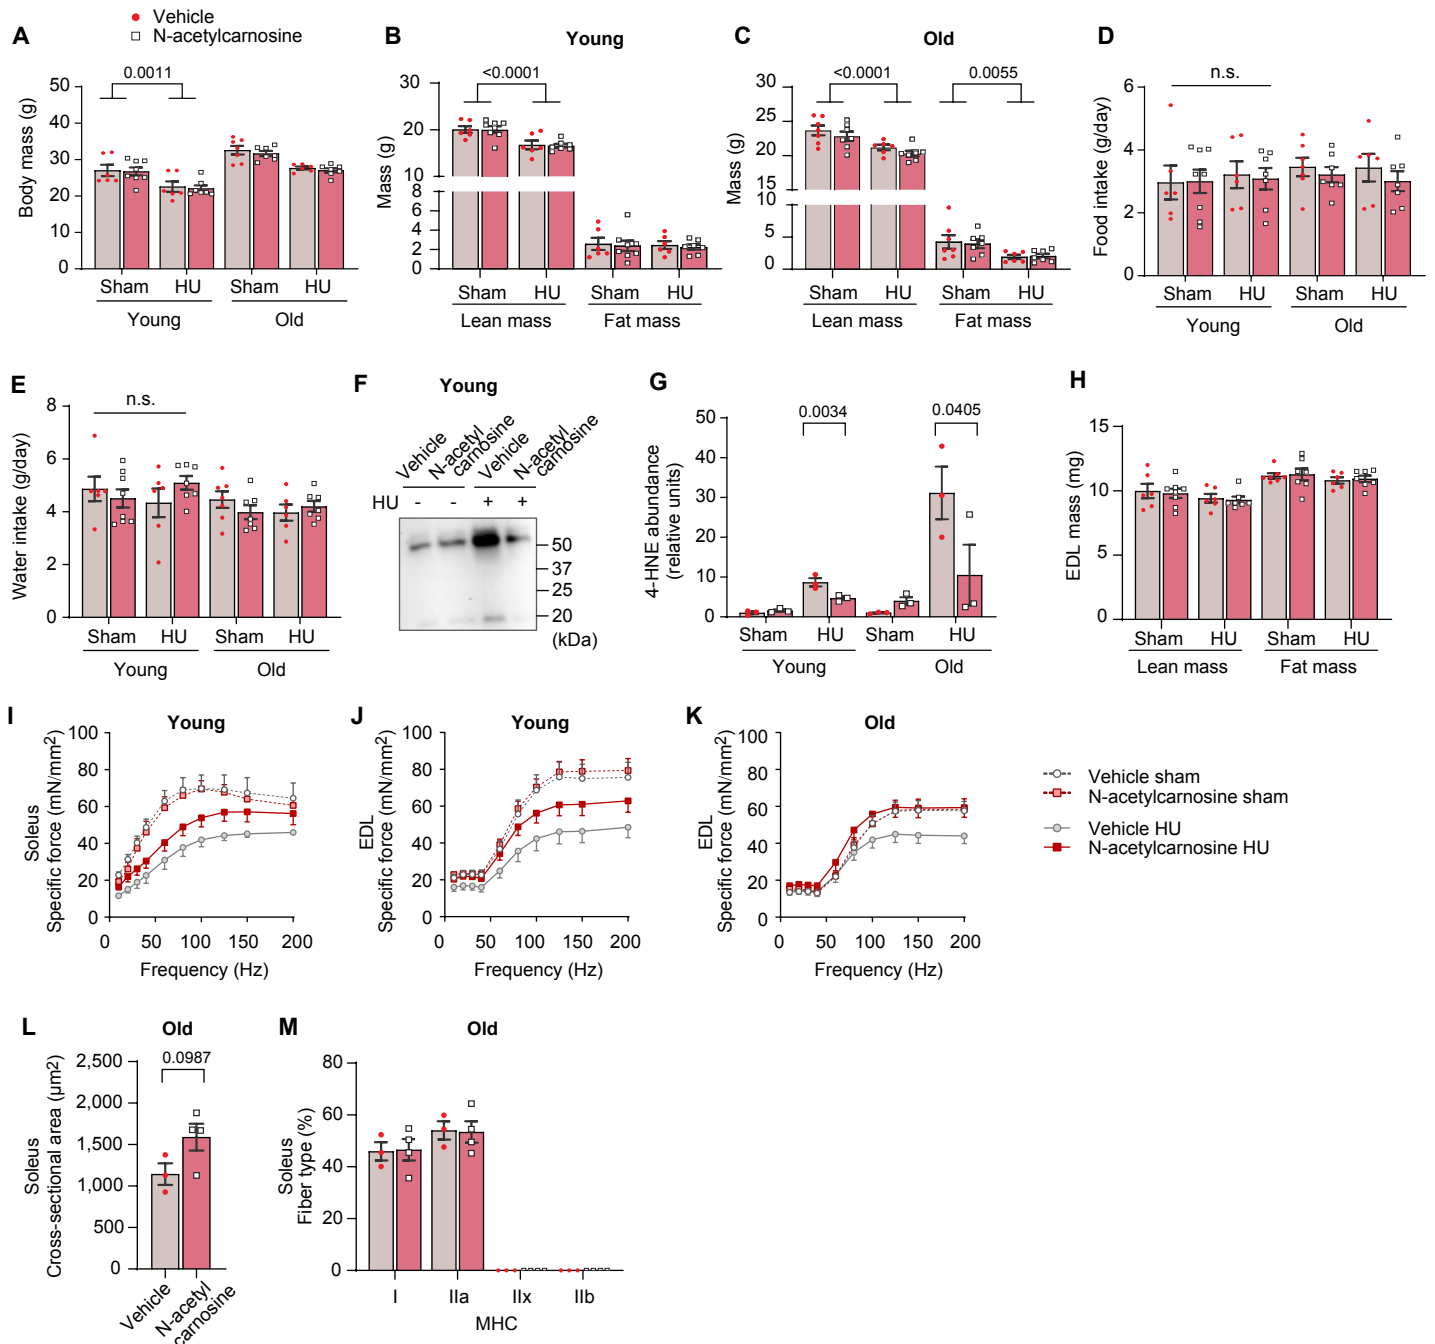 Vehicle
N-acetylcarnosine
A
Body mass (g)
50
40
30
20
10
0
0.0011
Sham HU Sham HU
Young Old
B
Young
Mass (g)
30
20
10
8
6
4
2
0
<0.0001
Sham HU Sham HU
Lean mass Fat mass
C
Old
Mass (g)
30
25
20
15
10
5
0
<0.0001
0.0055
Sham HU Sham HU
Lean mass Fat mass
D
Food intake (g/day)
6
4
2
0
n.s.
Sham HU Sham HU
Young Old
E
Water intake (g/day)
8
6
4
2
0
n.s.
Sham HU Sham HU
Young Old
F
Young
Vehicle
N-acetyl
carnosine
Vehicle
N-acetyl
carnosine
HU - - + +
50
37
25
20
(kDa)
G
4-HNE abundance
(relative units)
50
40
30
20
10
0
0.0034
0.0405
Sham HU Sham HU
Young Old
H
EDL mass (mg)
15
10
5
0
Sham HU Sham HU
Lean mass Fat mass
I
Young
Soleus
Specific force (mN/mm²)
100
80
60
40
20
0
0 50 100 150 200
Frequency (Hz)
J
Young
EDL
Specific force (mN/mm²)
100
80
60
40
20
0
0 50 100 150 200
Frequency (Hz)
K
Old
EDL
Specific force (mN/mm²)
100
80
60
40
20
0
0 50 100 150 200
Frequency (Hz)
Vehicle sham
N-acetylcarnosine sham
Vehicle HU
N-acetylcarnosine HU
L
Old
Soleus
Cross-sectional area (µm2)
2,500
2,000
1,500
1,000
500
0
0.0987
Vehicle
N-acetyl
carnosine
M
Old
Soleus
Fiber type (%)
80
60
40
20
0
I IIa IIx IIb
MHC